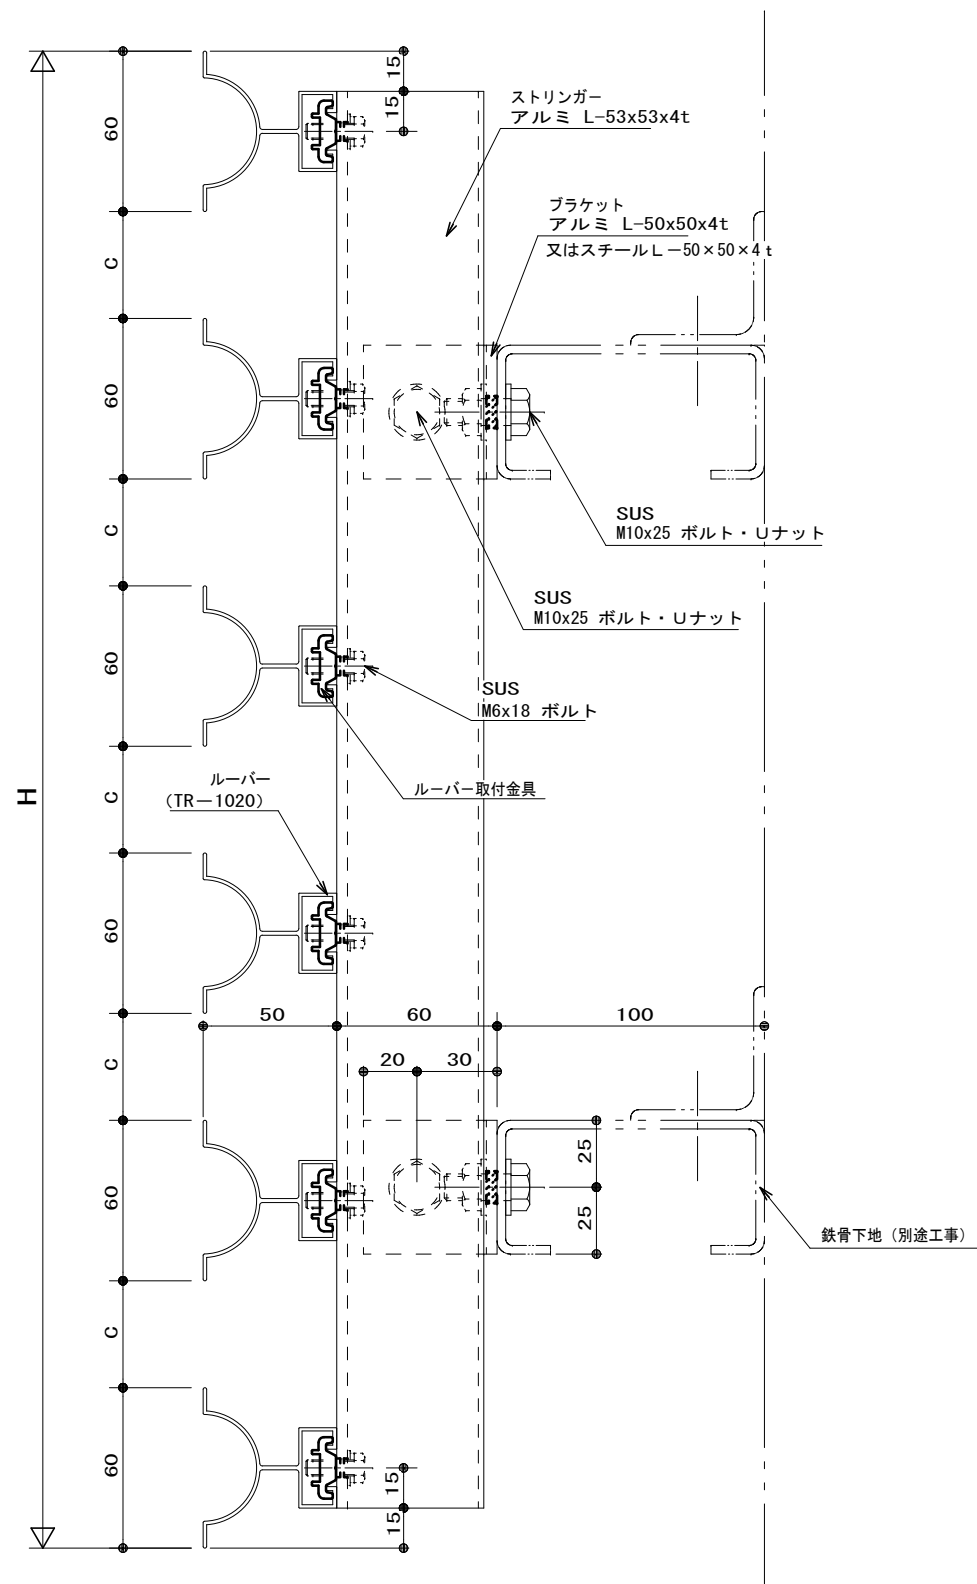 15
15
60
ストリンガー
アルミ L-53x53x4t
ブラケット
アルミ L-50x50x4t
又はスチールL－50×50×4t
C
60
C
SUS
M10x25 ボルト・Uナット
SUS
M10x25 ボルト・Uナット
60
SUS
M6x18 ボルト
ルーバー
(TR－1020)
ルーバー取付金具
H
C
60
50
60
100
C
20
30
25
25
60
鉄骨下地（別途工事）
C
60
15
15